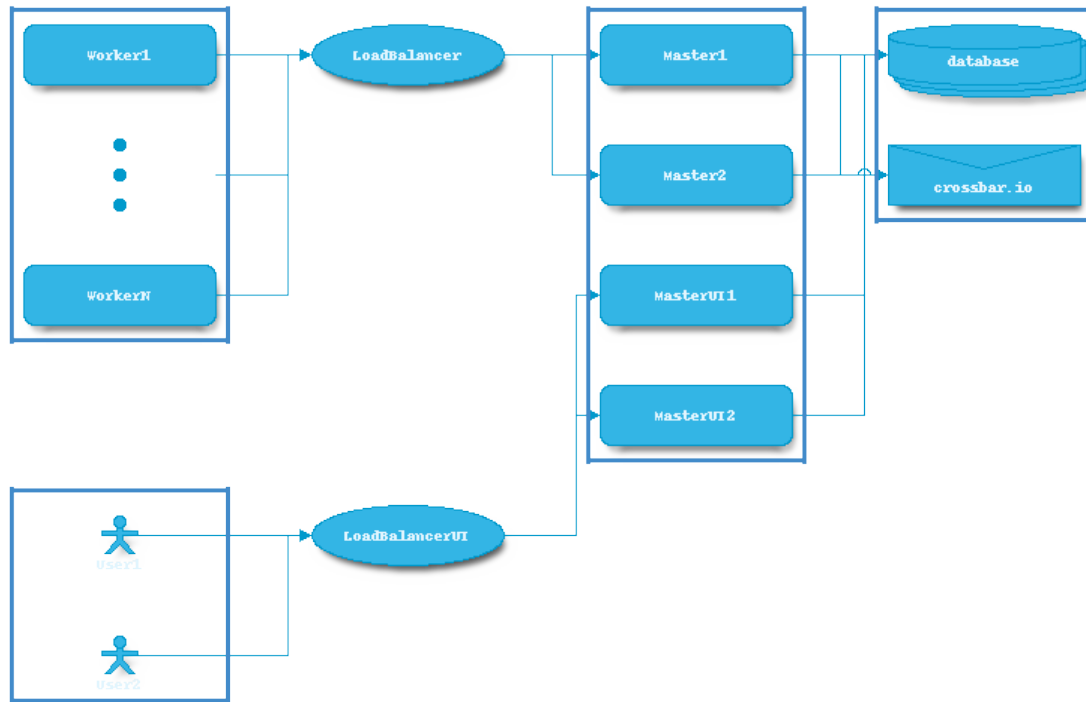 Worker1
LoadBalancer
Master1
database
Master2
crossbar.io
WorkerN
MasterUI1
MasterUI2
LoadBalancerUI
User1
User2